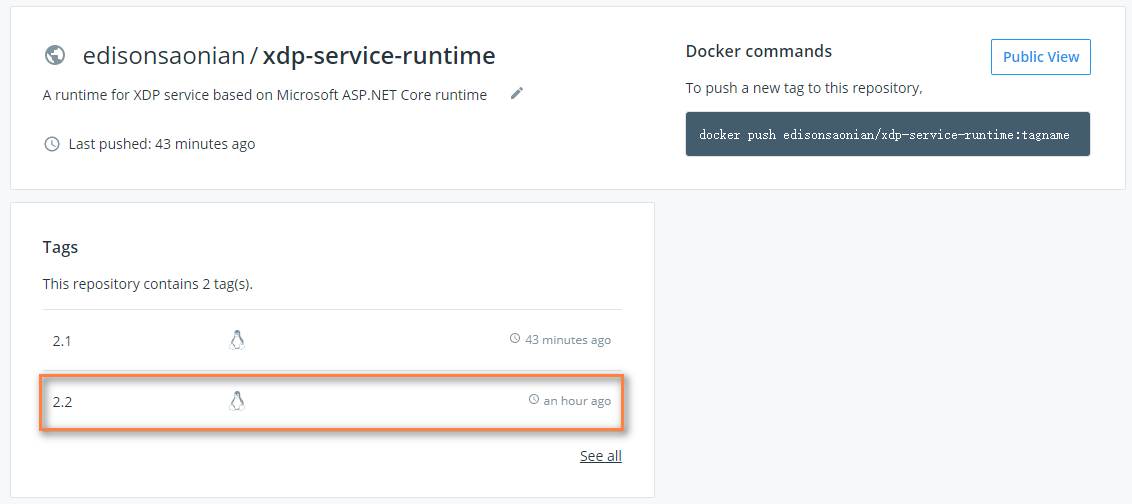 edisonsaonian / xdp-service-runtime
A runtime for XDP service based on Microsoft ASP.NET Core runtime
Last pushed: 43 minutes ago
Docker commands
Public View
To push a new tag to this repository,
docker push edisonsaonian/xdp-service-runtime:tagname
Tags
This repository contains 2 tag(s).
2.1 43 minutes ago
2.2 an hour ago
See all